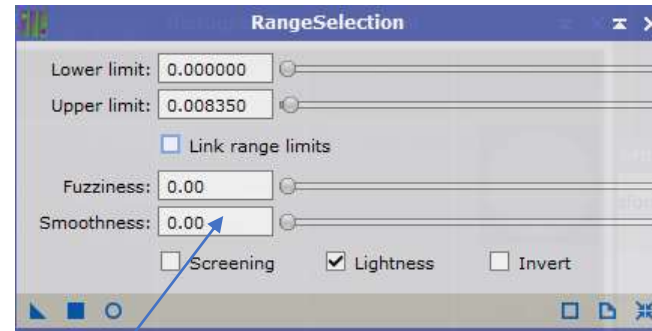 RangeSelection
Lower limit: 0.000000
Upper limit: 0.008350
Link range limits
Fuzziness: 0.00
Smoothness: 0.00
Screening Lightness Invert